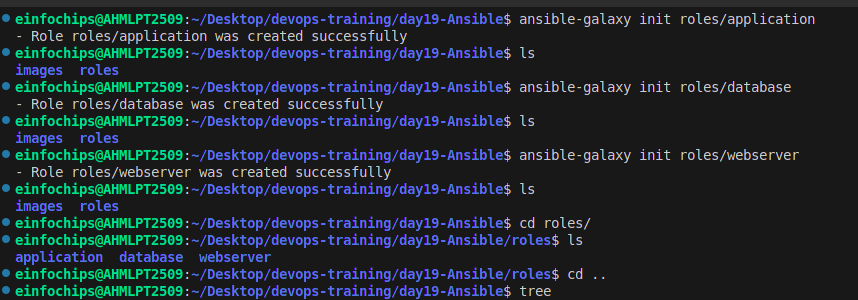 einfochips@AHMLPT2509:~/Desktop/devops-training/day19-Ansible$ ansible-galaxy init roles/application
- Role roles/application was created successfully
einfochips@AHMLPT2509:~/Desktop/devops-training/day19-Ansible$ ls
images  roles
einfochips@AHMLPT2509:~/Desktop/devops-training/day19-Ansible$ ansible-galaxy init roles/database
- Role roles/database was created successfully
einfochips@AHMLPT2509:~/Desktop/devops-training/day19-Ansible$ ls
images  roles
einfochips@AHMLPT2509:~/Desktop/devops-training/day19-Ansible$ ansible-galaxy init roles/webserver
- Role roles/webserver was created successfully
einfochips@AHMLPT2509:~/Desktop/devops-training/day19-Ansible$ ls
images  roles
einfochips@AHMLPT2509:~/Desktop/devops-training/day19-Ansible$ cd roles/
einfochips@AHMLPT2509:~/Desktop/devops-training/day19-Ansible/roles$ ls
application  database  webserver
einfochips@AHMLPT2509:~/Desktop/devops-training/day19-Ansible/roles$ cd ..
einfochips@AHMLPT2509:~/Desktop/devops-training/day19-Ansible$ tree